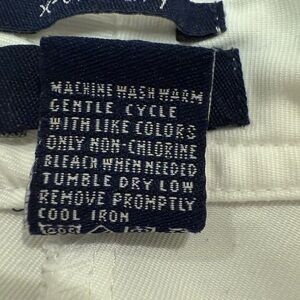 MACHINE WASH WARM
GENTLE CYCLE
WITH LIKE COLORS
ONLY NON-CHLORINE
BLEACH WHEN NEEDED
TUMBLE DRY LOW
REMOVE PROMPTLY
COOL IRON